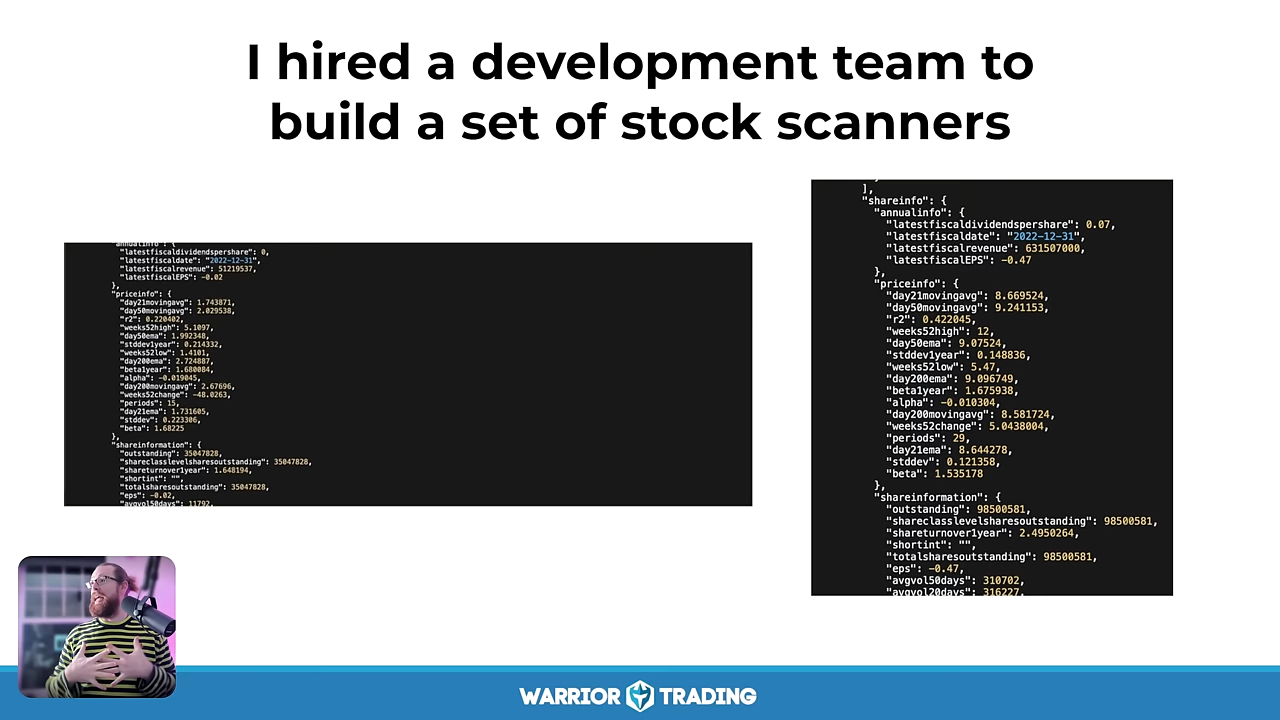 I hired a development team to
build a set of stock scanners
"annualinfo": {
"latestfiscaldividendspershare": 0,
"latestfiscaldate": "2022-12-31",
"latestfiscalrevenue": 51219537,
"latestfiscalEPS": -0.02
},
"priceinfo": {
"day21movingavg": 1.743871,
"day50movingavg": 2.029538,
"r2": 0.220402,
"weeks52high": 5.1097,
"day50ema": 1.992348,
"stddev1year": 0.214332,
"weeks52low": 1.4101,
"day200ema": 2.724887,
"beta1year": 1.680084,
"alpha": -0.019045,
"day200movingavg": 2.67696,
"weeks52change": -48.0263,
"periods": 15,
"day21ema": 1.731605,
"stddev": 0.223306,
"beta": 1.68225
},
"shareinformation": {
"outstanding": 35047828,
"shareclasslevelsharesoutstanding": 35047828,
"shareturnover1year": 1.648194,
"shortint": "",
"totalsharesoutstanding": 35047828,
"eps": -0.02,
"avgvol50days": 11792,
],
"shareinfo": {
"annualinfo": {
"latestfiscaldividendspershare": 0.07,
"latestfiscaldate": "2022-12-31",
"latestfiscalrevenue": 631507000,
"latestfiscalEPS": -0.47
},
"priceinfo": {
"day21movingavg": 8.669524,
"day50movingavg": 9.241153,
"r2": 0.422045,
"weeks52high": 12,
"day50ema": 9.07524,
"stddev1year": 0.148836,
"weeks52low": 5.47,
"day200ema": 9.096749,
"beta1year": 1.675938,
"alpha": -0.010304,
"day200movingavg": 8.581724,
"weeks52change": 5.0438004,
"periods": 29,
"day21ema": 8.644278,
"stddev": 0.121358,
"beta": 1.535178
},
"shareinformation": {
"outstanding": 98500581,
"shareclasslevelsharesoutstanding": 98500581,
"shareturnover1year": 2.4950264,
"shortint": "",
"totalsharesoutstanding": 98500581,
"eps": -0.47,
"avgvol50days": 310702,
"avgvol20days": 316227,
WARRIOR TRADING